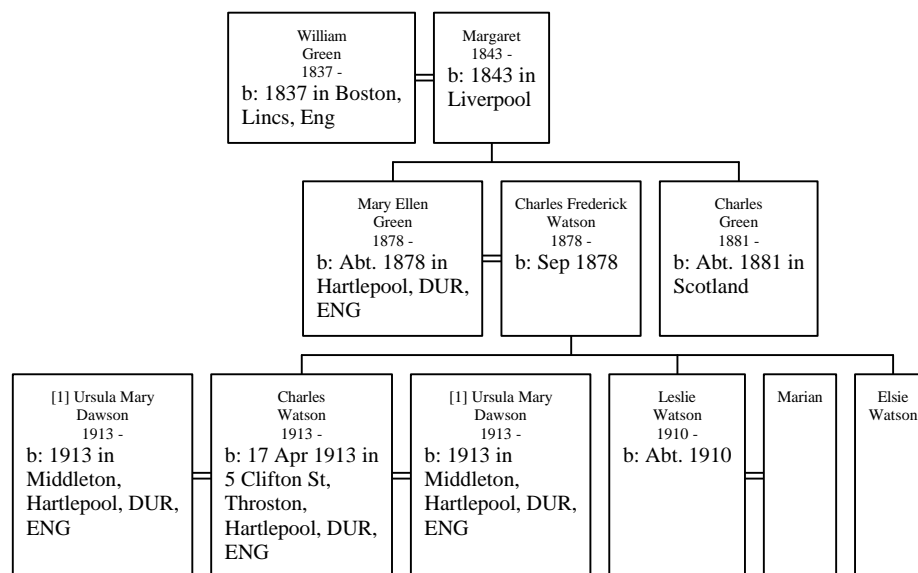 William
Green
1837 -
b: 1837 in Boston,
Lincs, Eng
Margaret
1843 -
b: 1843 in
Liverpool
Mary Ellen
Green
1878 -
b: Abt. 1878 in
Hartlepool, DUR,
ENG
Charles Frederick
Watson
1878 -
b: Sep 1878
Charles
Green
1881 -
b: Abt. 1881 in
Scotland
[1] Ursula Mary
Dawson
1913 -
b: 1913 in
Middleton,
Hartlepool, DUR,
ENG
Charles
Watson
1913 -
b: 17 Apr 1913 in
5 Clifton St,
Throston,
Hartlepool, DUR,
ENG
[1] Ursula Mary
Dawson
1913 -
b: 1913 in
Middleton,
Hartlepool, DUR,
ENG
Leslie
Watson
1910 -
b: Abt. 1910
Marian
Elsie
Watson